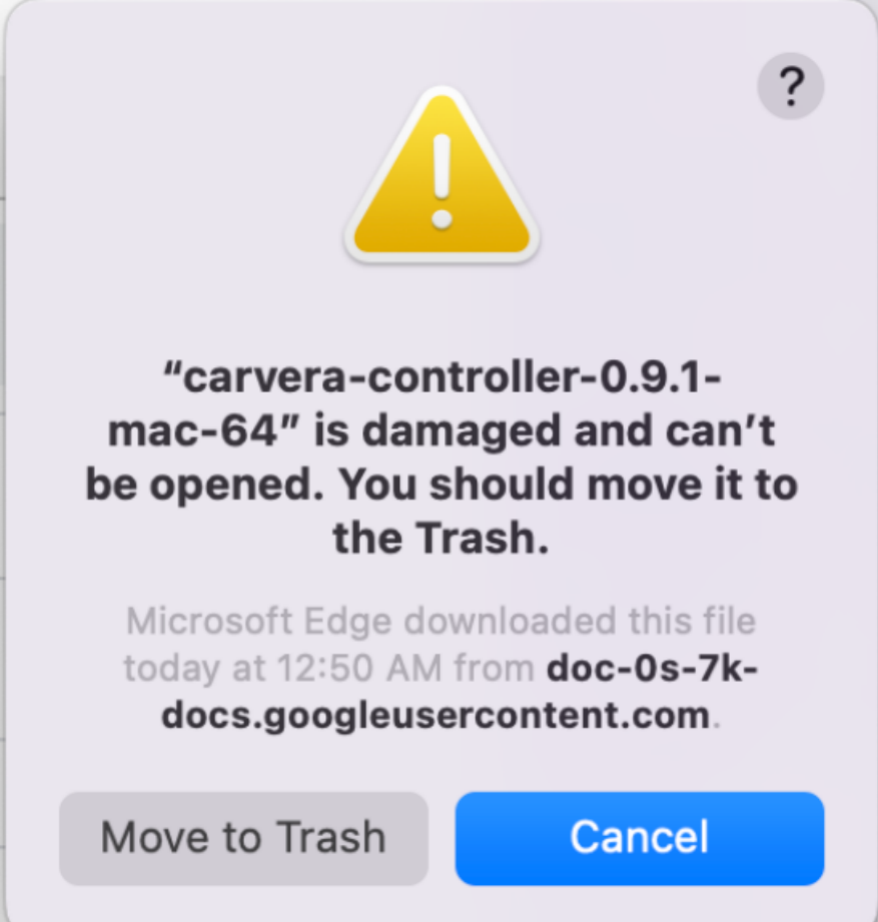 ?
“carvera-controller-0.9.1-
mac-64” is damaged and can’t
be opened. You should move it to
the Trash.
Microsoft Edge downloaded this file
today at 12:50 AM from doc-0s-7k-
docs.googleusercontent.com.
Move to Trash
Cancel